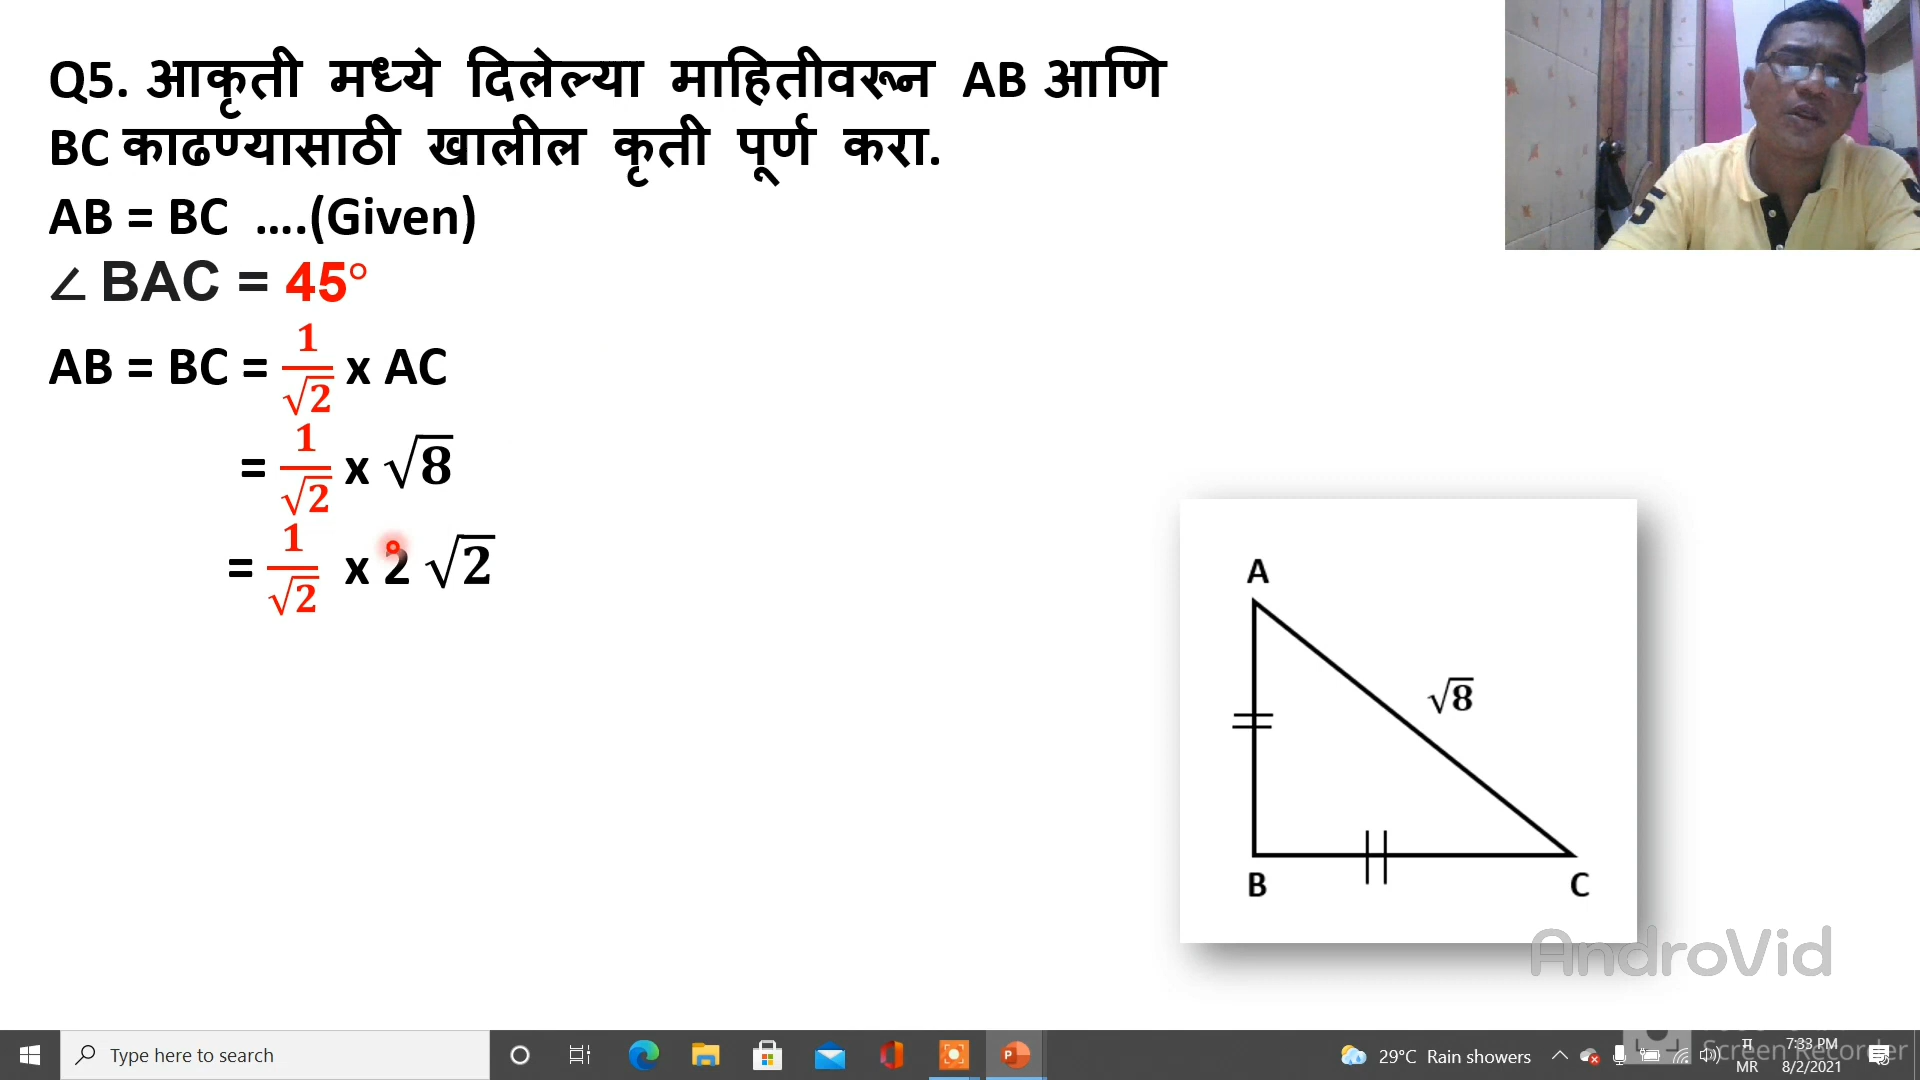 Q5. आकृती मध्ये दिलेल्या माहितीवरून AB आणि
BC काढण्यासाठी खालील कृती पूर्ण करा.
AB = BC ....(Given)
∠ BAC = 45°
AB = BC = 1/√2 x AC
= 1/√2 x √8
= 1/√2 x 2 √2
A
√8
B
C
AndroVid
Screen Recorder
Type here to search
29°C Rain showers
MR
7:33 PM
8/2/2021